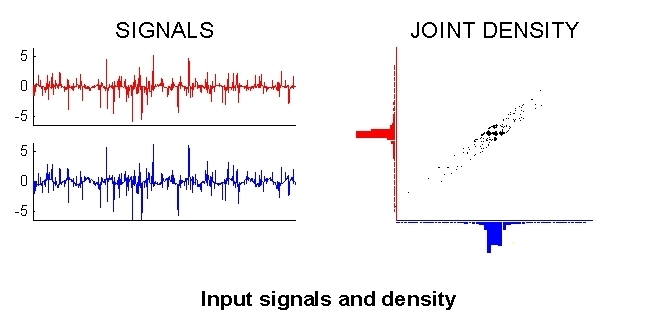 SIGNALS
JOINT DENSITY
5
0
-5
5
0
-5
Input signals and density